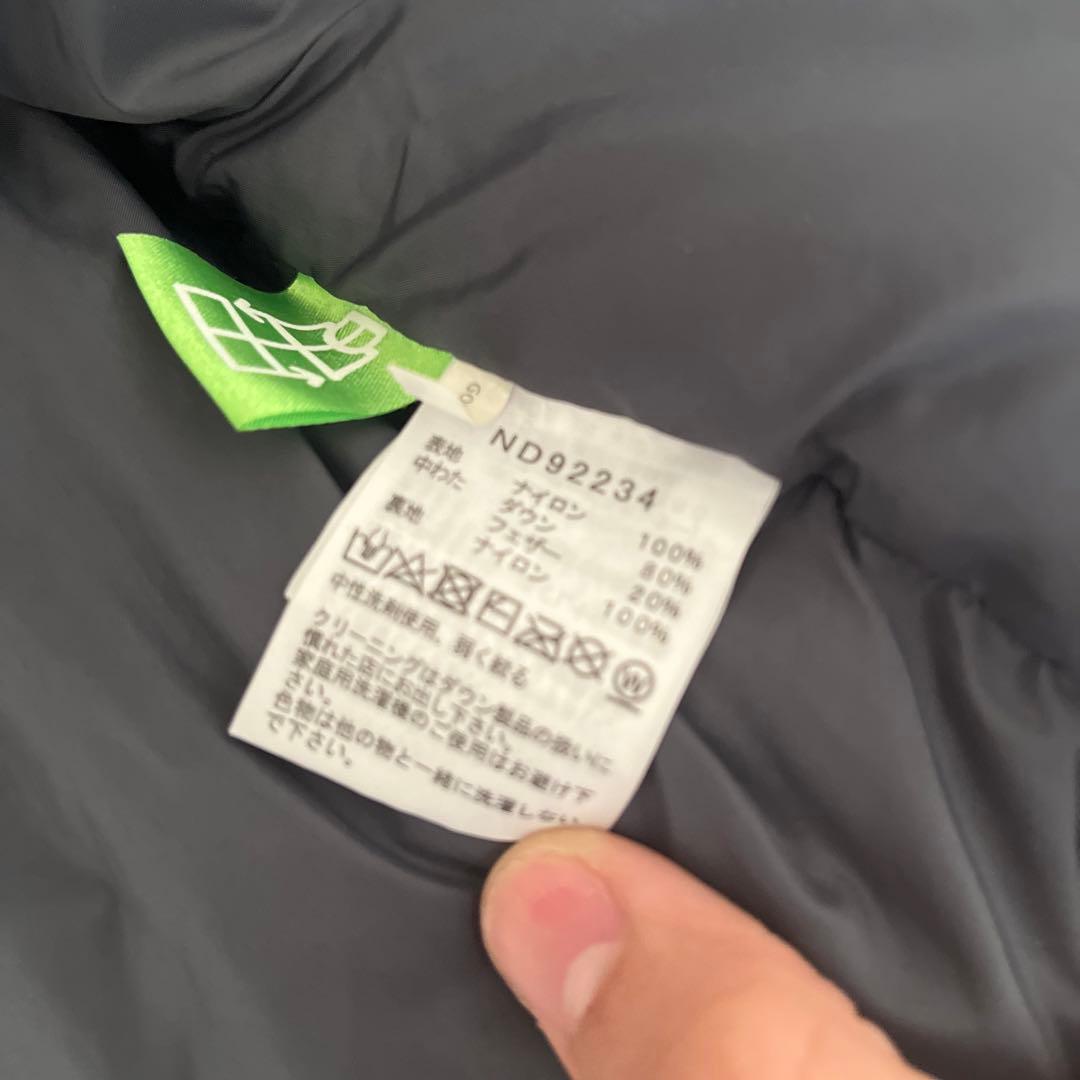 GO
ND92234
表地 ナイロン 100%
中わた ダウン 80%
フェザー 20%
裏地 ナイロン 100%
W
中性洗剤使用、弱く絞る
クリーニングはダウン製品の扱いに
慣れた店にお出し下さい。
家庭用洗濯後のご使用はお避け下
さい。
色物は他の物と一緒に洗濯しない
で下さい。